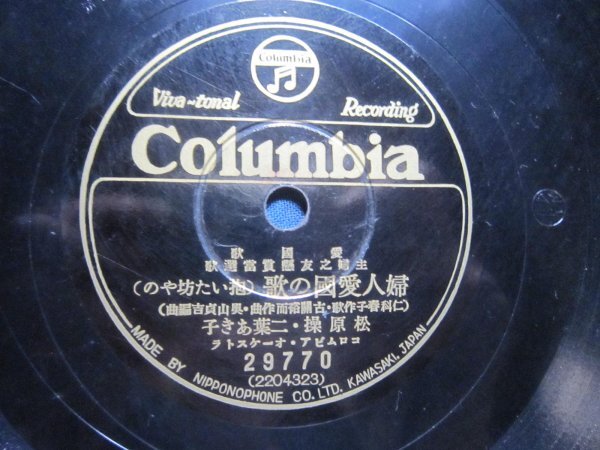 Columbia
Viva-tonal Recording
Columbia
愛國歌
主婦之友懸賞當選歌
婦人愛國の歌(抱いた坊やの)
(仁科春子作歌・古關裕而作曲・奥山貞吉編曲)
松原操・二葉あき子
コロムビア・オーケストラ
29770
(2204323)
MADE BY NIPPONOPHONE CO. LTD. KAWASAKI, JAPAN